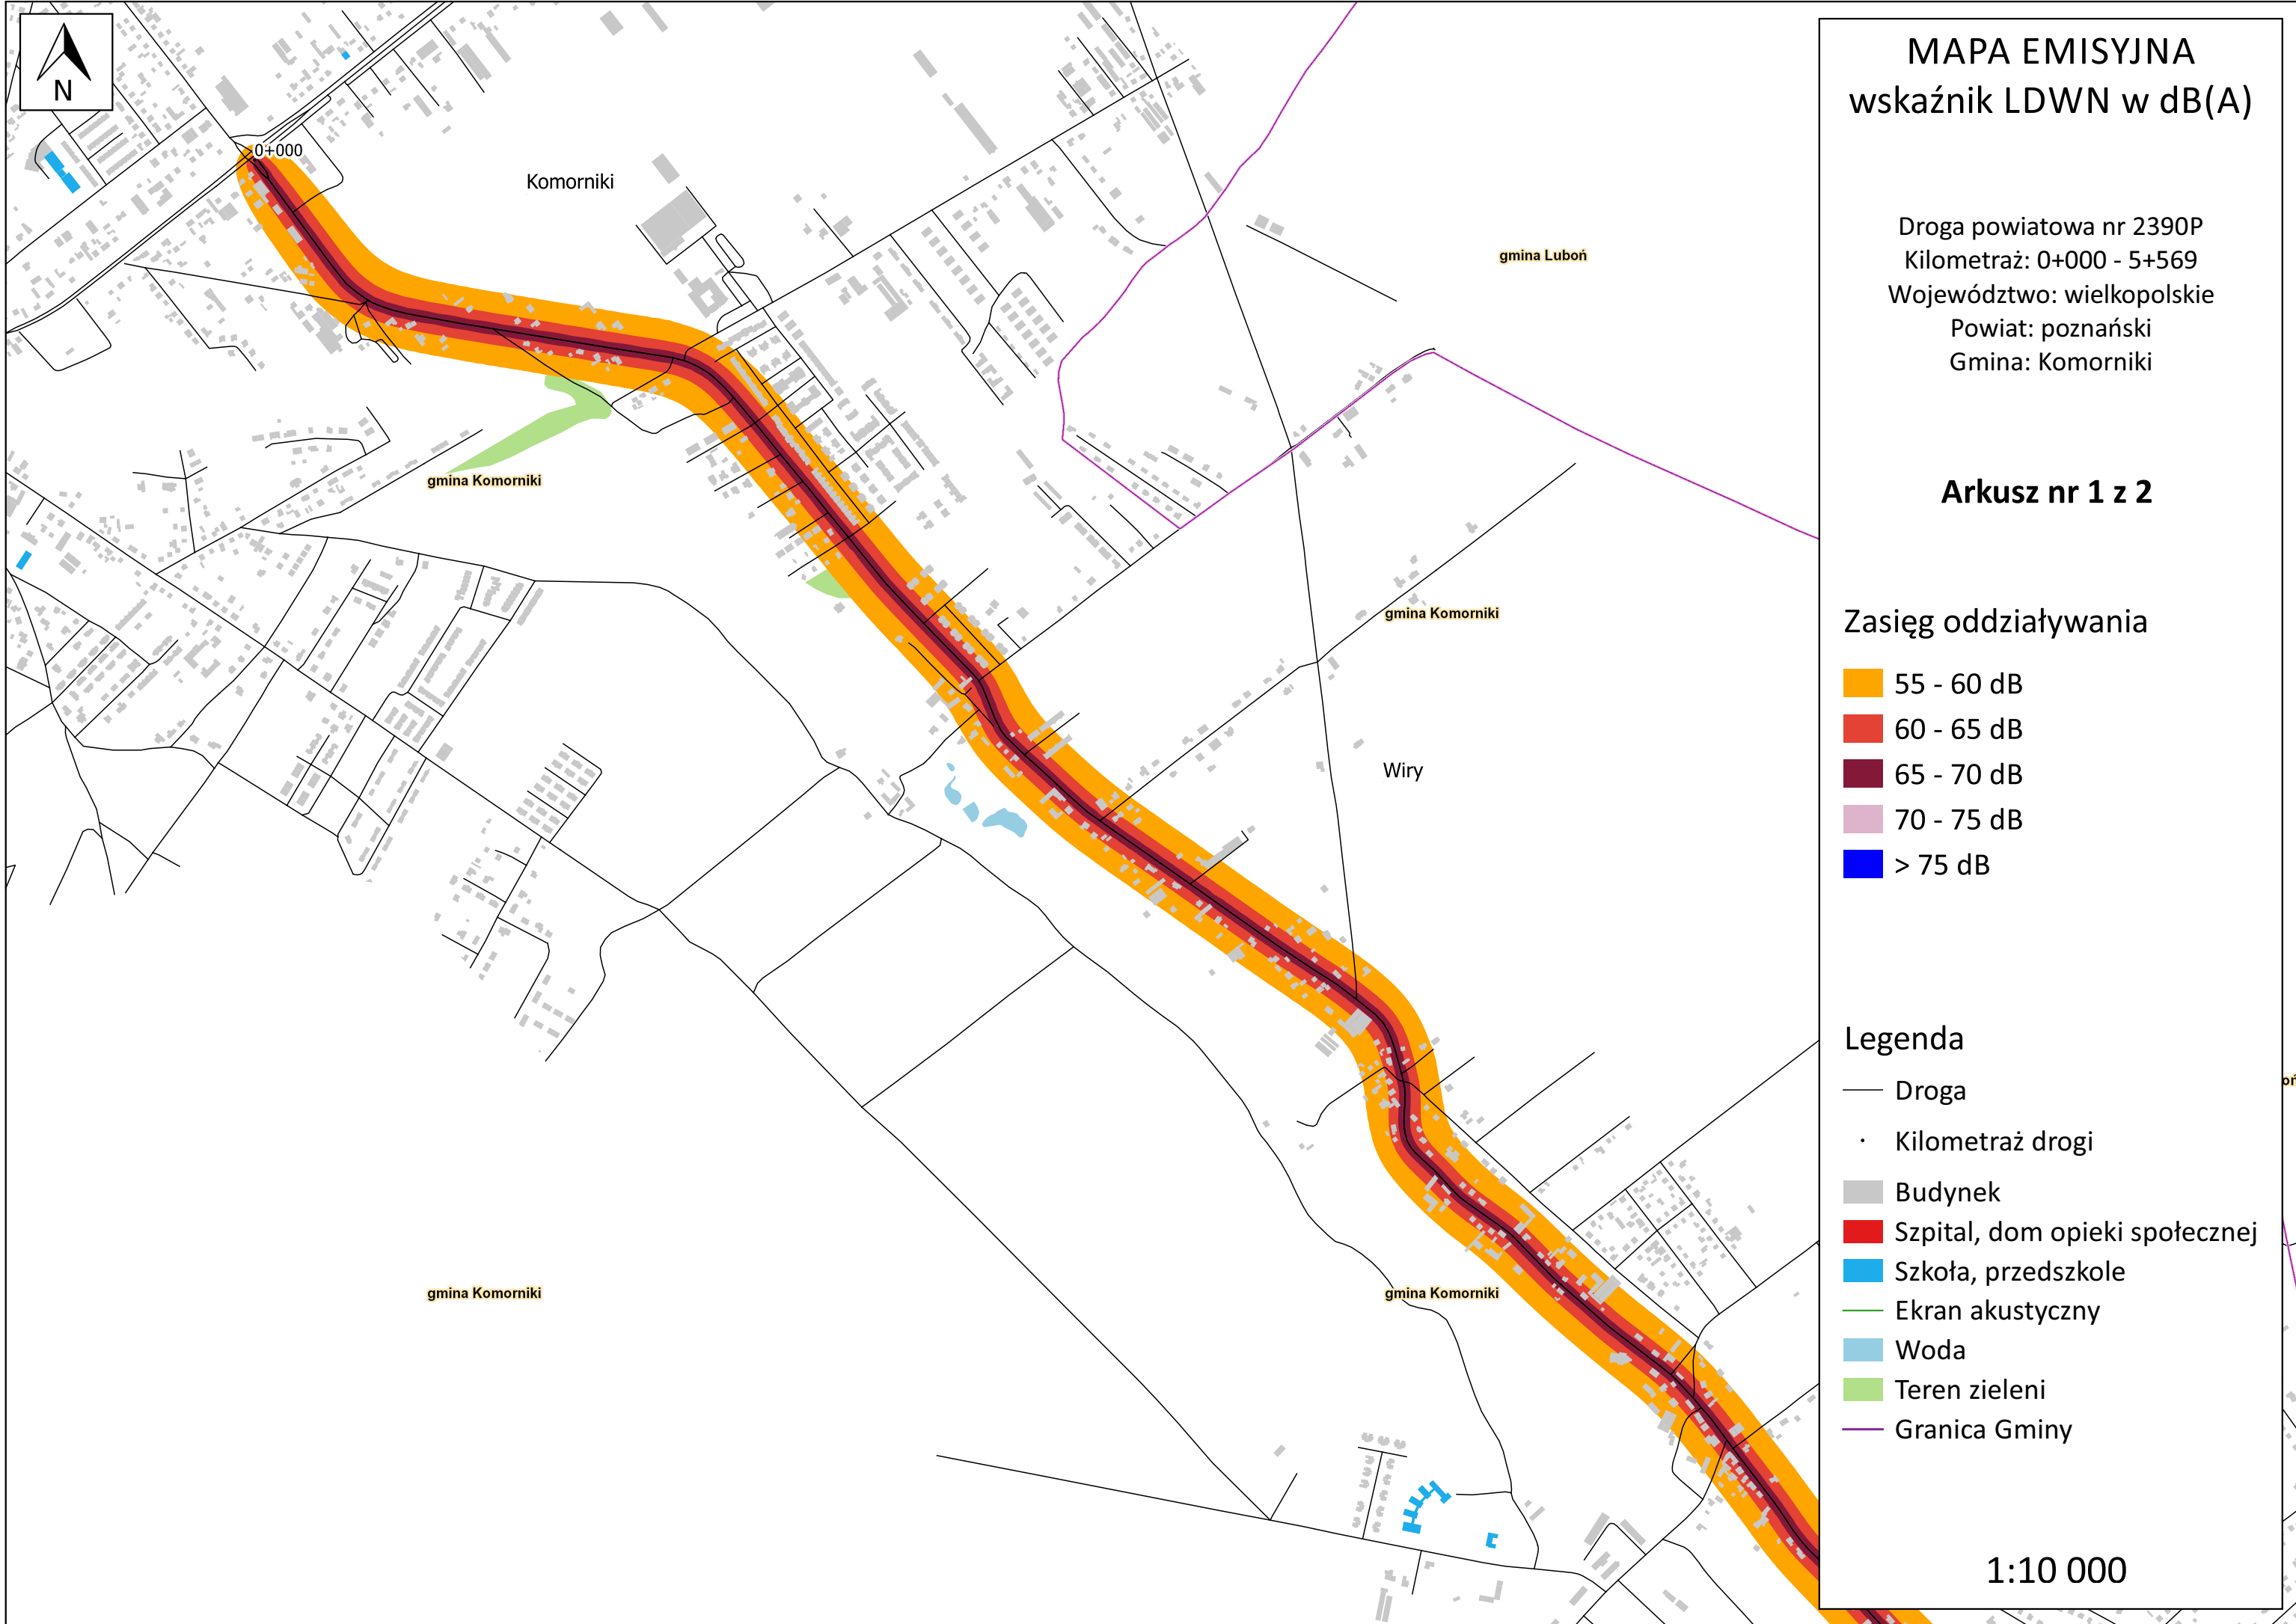 N
0+000
Komorniki
gmina Luboń
gmina Komorniki
gmina Komorniki
Wiry
gmina Komorniki
gmina Komorniki
MAPA EMISYJNA
wskaźnik LDWN w dB(A)
Droga powiatowa nr 2390P
Kilometraż: 0+000 - 5+569
Województwo: wielkopolskie
Powiat: poznański
Gmina: Komorniki
Arkusz nr 1 z 2
Zasięg oddziaływania
55 - 60 dB
60 - 65 dB
65 - 70 dB
70 - 75 dB
> 75 dB
Legenda
Droga
Kilometraż drogi
Budynek
Szpital, dom opieki społecznej
Szkoła, przedszkole
Ekran akustyczny
Woda
Teren zieleni
Granica Gminy
1:10 000